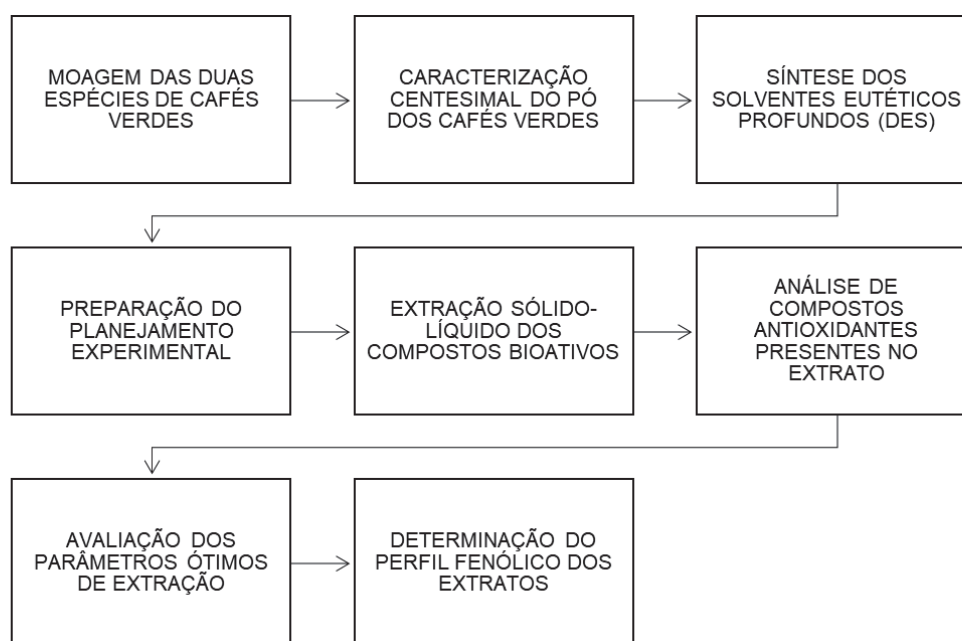 MOAGEM DAS DUAS
ESPÉCIES DE CAFÉS
VERDES
CARACTERIZAÇÃO
CENTESIMAL DO PÓ
DOS CAFÉS VERDES
SÍNTESE DOS
SOLVENTES EUTÉTICOS
PROFUNDOS (DES)
PREPARAÇÃO DO
PLANEJAMENTO
EXPERIMENTAL
EXTRAÇÃO SÓLIDO-
LÍQUIDO DOS
COMPOSTOS BIOATIVOS
ANÁLISE DE
COMPOSTOS
ANTIOXIDANTES
PRESENTES NO
EXTRATO
AVALIAÇÃO DOS
PARÂMETROS ÓTIMOS
DE EXTRAÇÃO
DETERMINAÇÃO DO
PERFIL FENÓLICO DOS
EXTRATOS